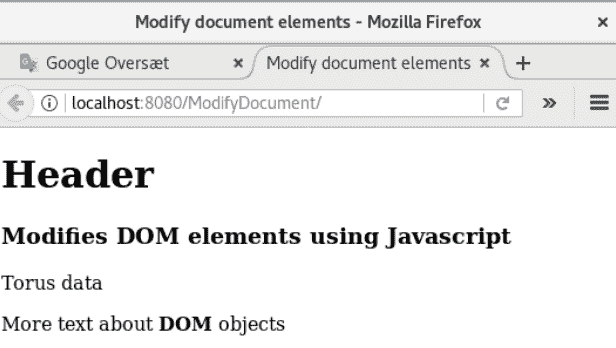 Modify document elements - Mozilla Firefox ×
Google Oversæt × Modify document elements × +
localhost:8080/ModifyDocument/
Header
Modifies DOM elements using Javascript
Torus data
More text about DOM objects